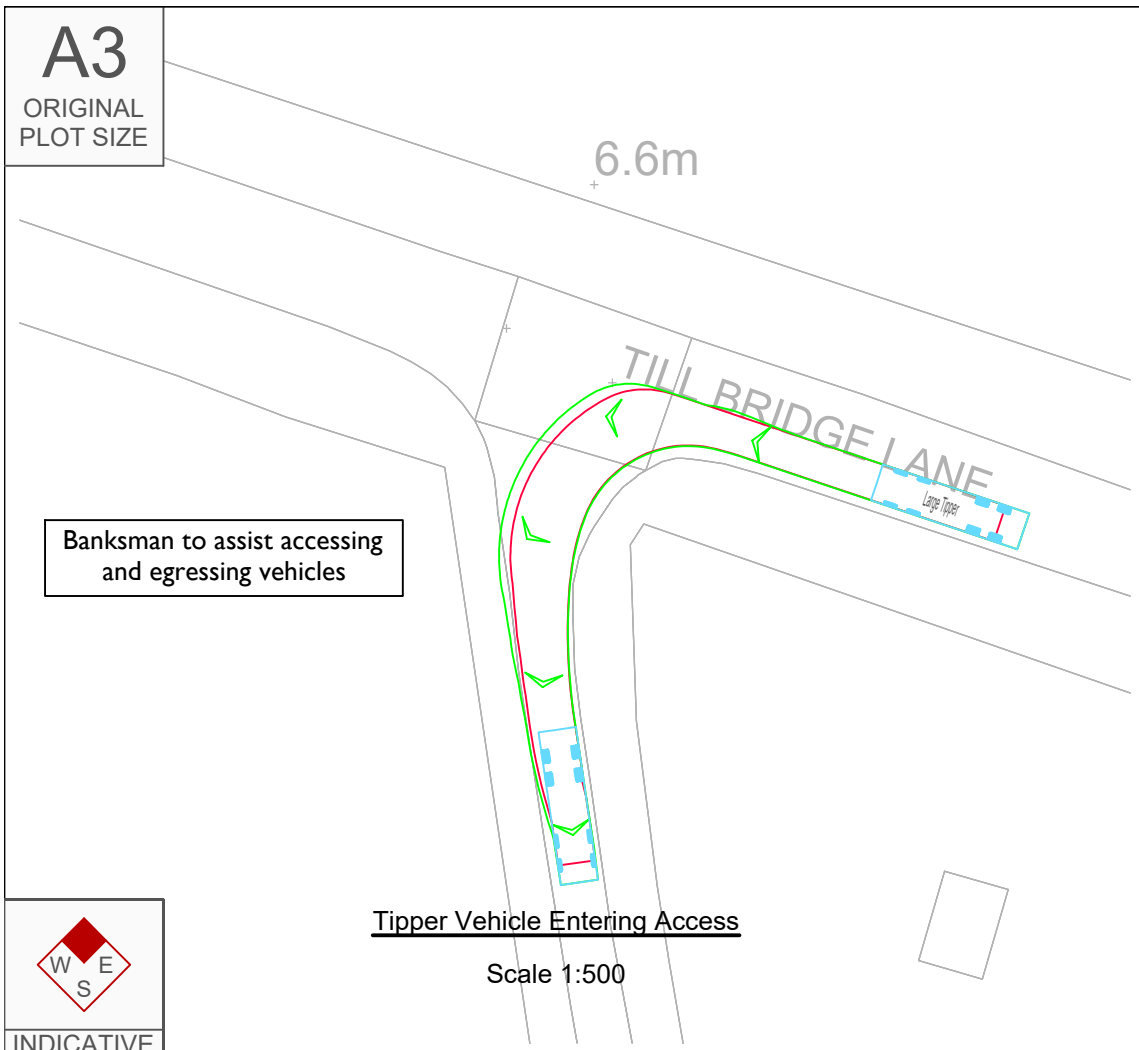 A3
ORIGINAL
PLOT SIZE
6.6m
TILL BRIDGE LANE
Large Tipper
Banksman to assist accessing
and egressing vehicles
Tipper Vehicle Entering Access
Scale 1:500
W E
S
INDICATIVE